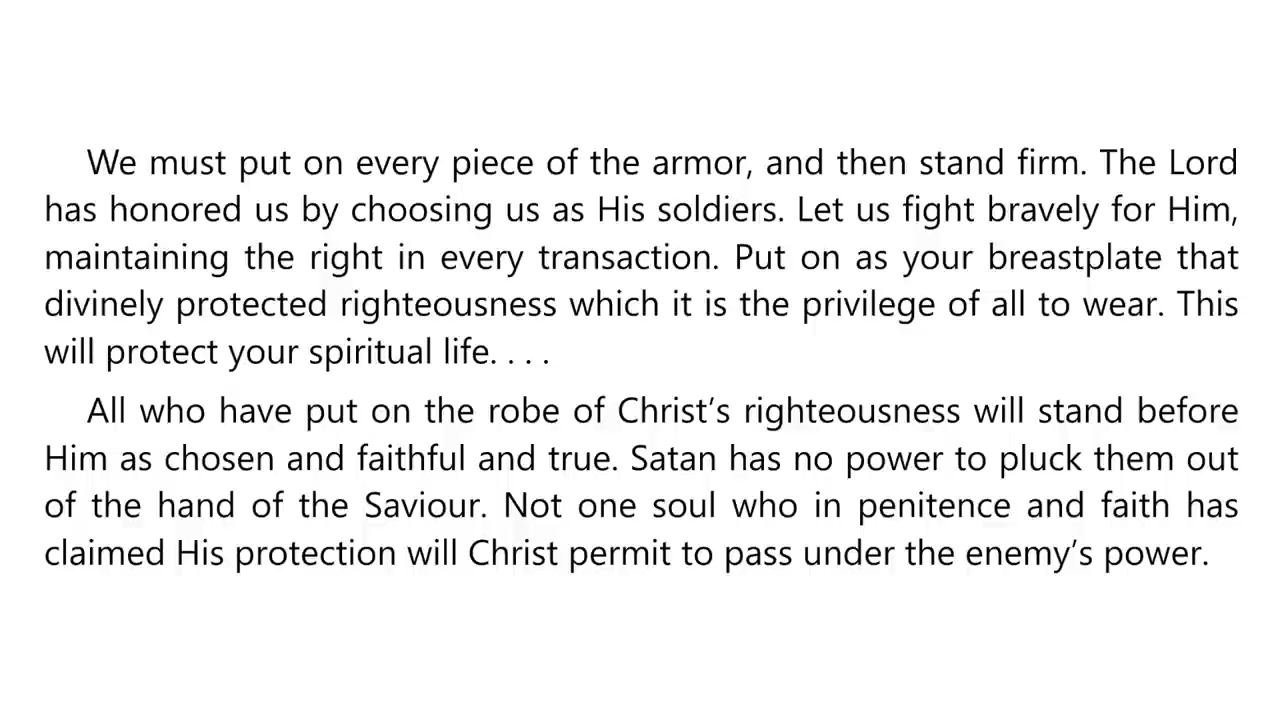 We must put on every piece of the armor, and then stand firm. The Lord
has honored us by choosing us as His soldiers. Let us fight bravely for Him,
maintaining the right in every transaction. Put on as your breastplate that
divinely protected righteousness which it is the privilege of all to wear. This
will protect your spiritual life. . . .
All who have put on the robe of Christ’s righteousness will stand before
Him as chosen and faithful and true. Satan has no power to pluck them out
of the hand of the Saviour. Not one soul who in penitence and faith has
claimed His protection will Christ permit to pass under the enemy’s power.